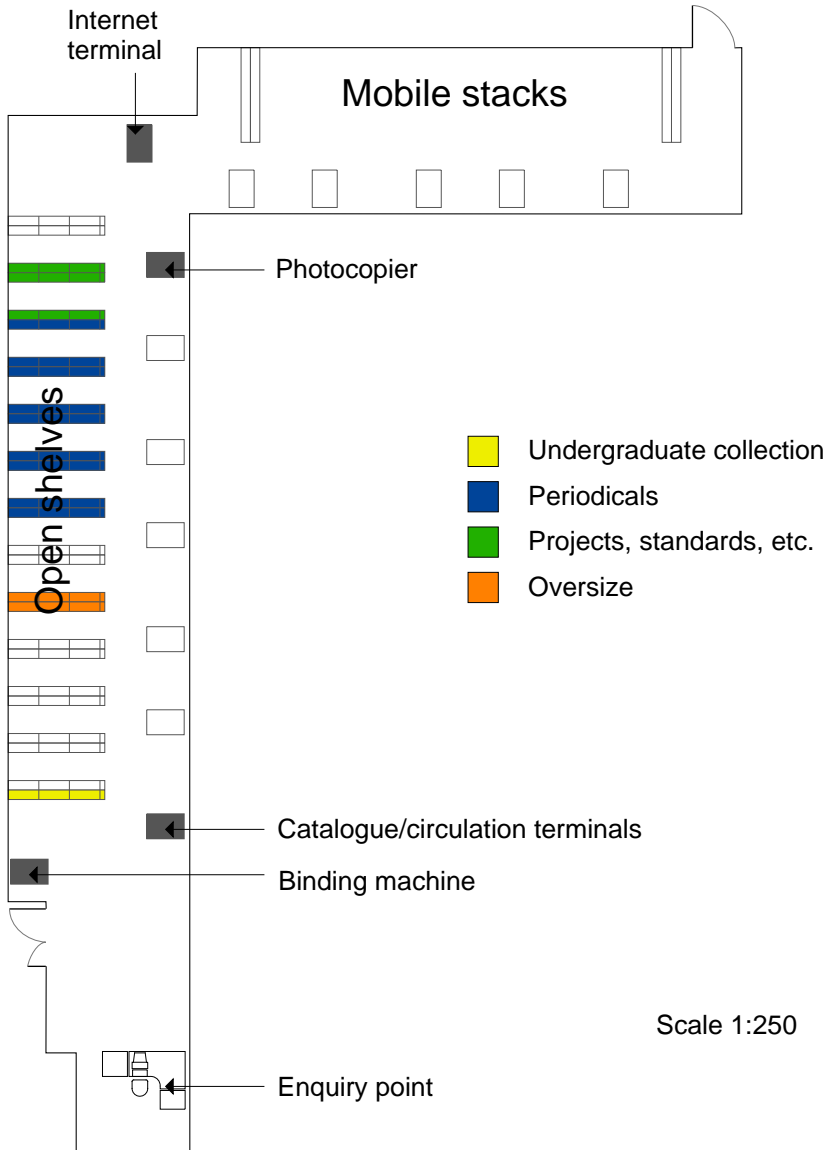 Internet
terminal
Mobile stacks
Photocopier
Open shelves
Undergraduate collection
Periodicals
Projects, standards, etc.
Oversize
Catalogue/circulation terminals
Binding machine
Scale 1:250
Enquiry point